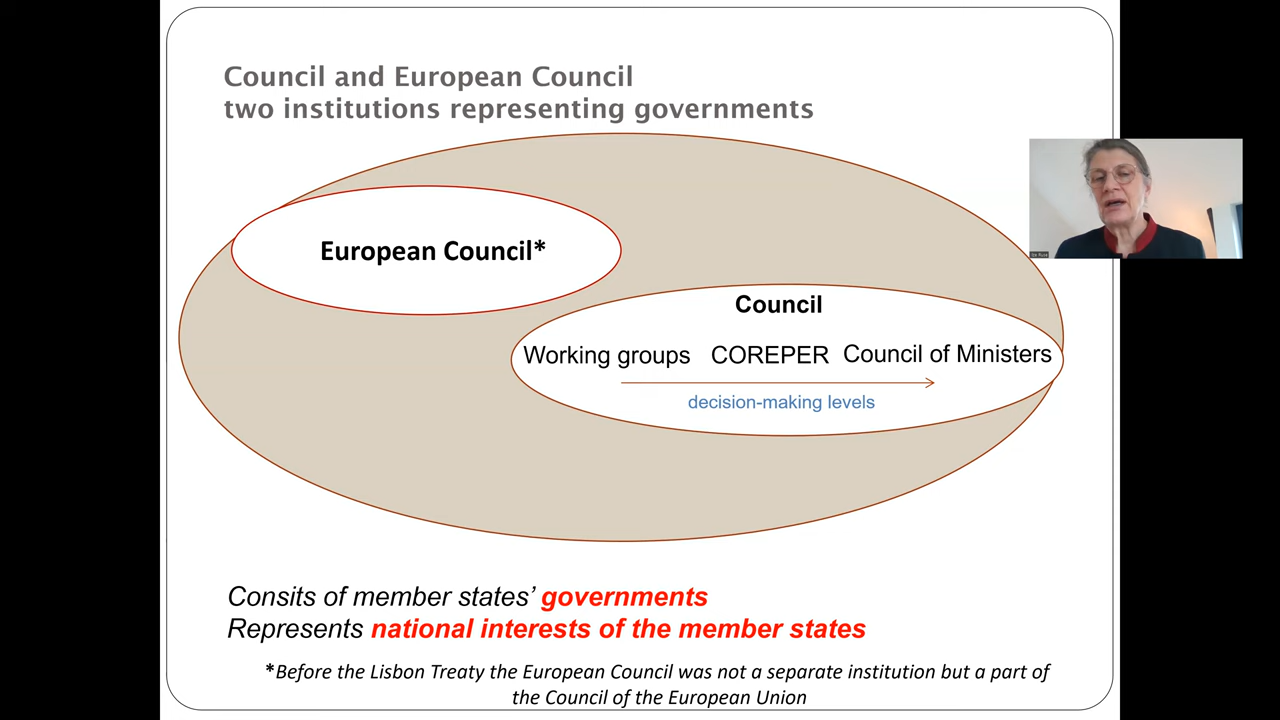 Council and European Council
two institutions representing governments
European Council*
Council
Working groups COREPER Council of Ministers
decision-making levels
Consits of member states’ governments
Represents national interests of the member states
*Before the Lisbon Treaty the European Council was not a separate institution but a part of
the Council of the European Union